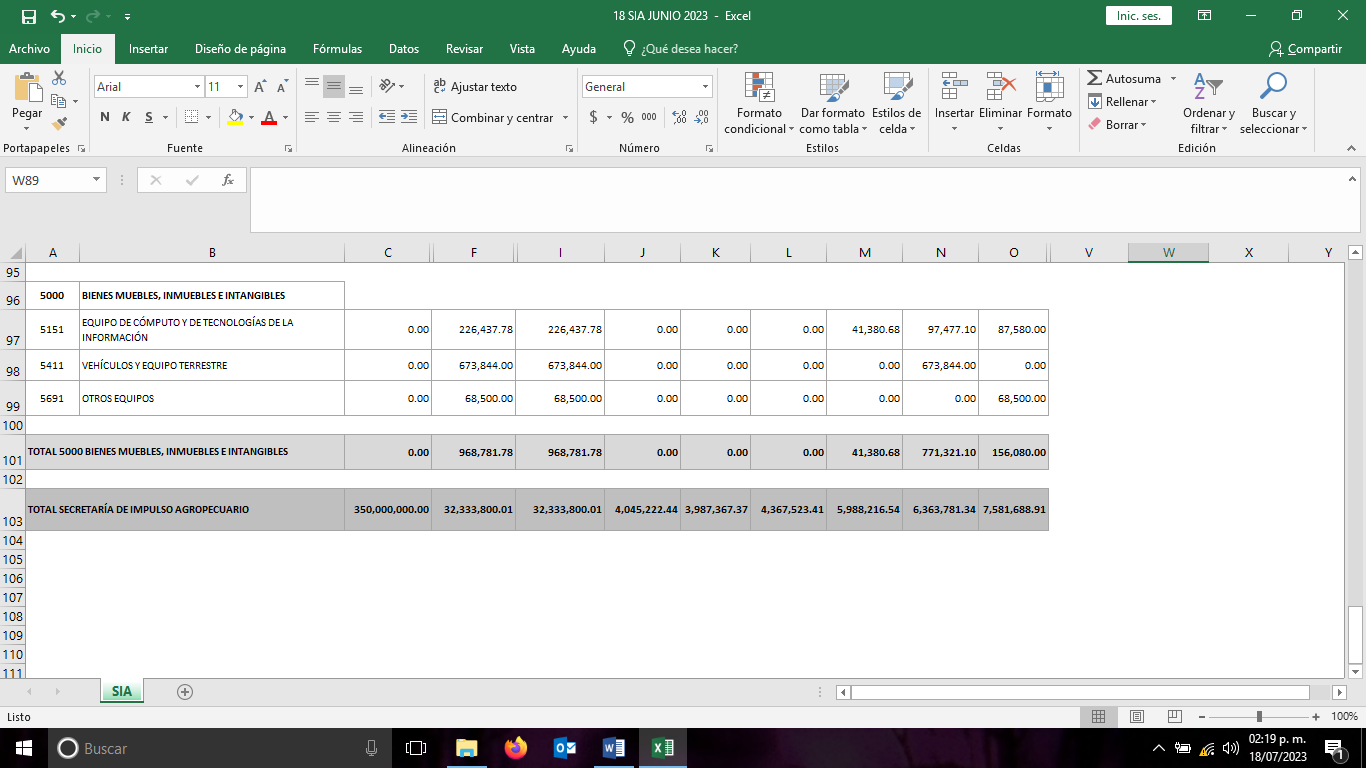 18 SIA JUNIO 2023 - Excel
Inic. ses.
Archivo Inicio Insertar Diseño de página Fórmulas Datos Revisar Vista Ayuda ¿Qué desea hacer? Compartir
Pegar
Portapapeles
Arial 11
N K S
Fuente
Ajustar texto
Combinar y centrar
Alineación
General
$ % 000
Número
Formato condicional
Dar formato como tabla
Estilos de celda
Estilos
Insertar Eliminar Formato
Celdas
Autosuma
Rellenar
Borrar
Ordenar y filtrar
Buscar y seleccionar
Edición
W89 fx
A B C F I J K L M N O V W X Y
95
96 5000 BIENES MUEBLES, INMUEBLES E INTANGIBLES
97 5151 EQUIPO DE CÓMPUTO Y DE TECNOLOGÍAS DE LA INFORMACIÓN 0.00 226,437.78 226,437.78 0.00 0.00 0.00 41,380.68 97,477.10 87,580.00
98 5411 VEHÍCULOS Y EQUIPO TERRESTRE 0.00 673,844.00 673,844.00 0.00 0.00 0.00 0.00 673,844.00 0.00
99 5691 OTROS EQUIPOS 0.00 68,500.00 68,500.00 0.00 0.00 0.00 0.00 0.00 68,500.00
100
101 TOTAL 5000 BIENES MUEBLES, INMUEBLES E INTANGIBLES 0.00 968,781.78 968,781.78 0.00 0.00 0.00 41,380.68 771,321.10 156,080.00
102
103 TOTAL SECRETARÍA DE IMPULSO AGROPECUARIO 350,000,000.00 32,333,800.01 32,333,800.01 4,045,222.44 3,987,367.37 4,367,523.41 5,988,216.54 6,363,781.34 7,581,688.91
104
105
106
107
108
109
110
111
SIA
Listo
100%
Buscar
02:19 p. m.
18/07/2023
1